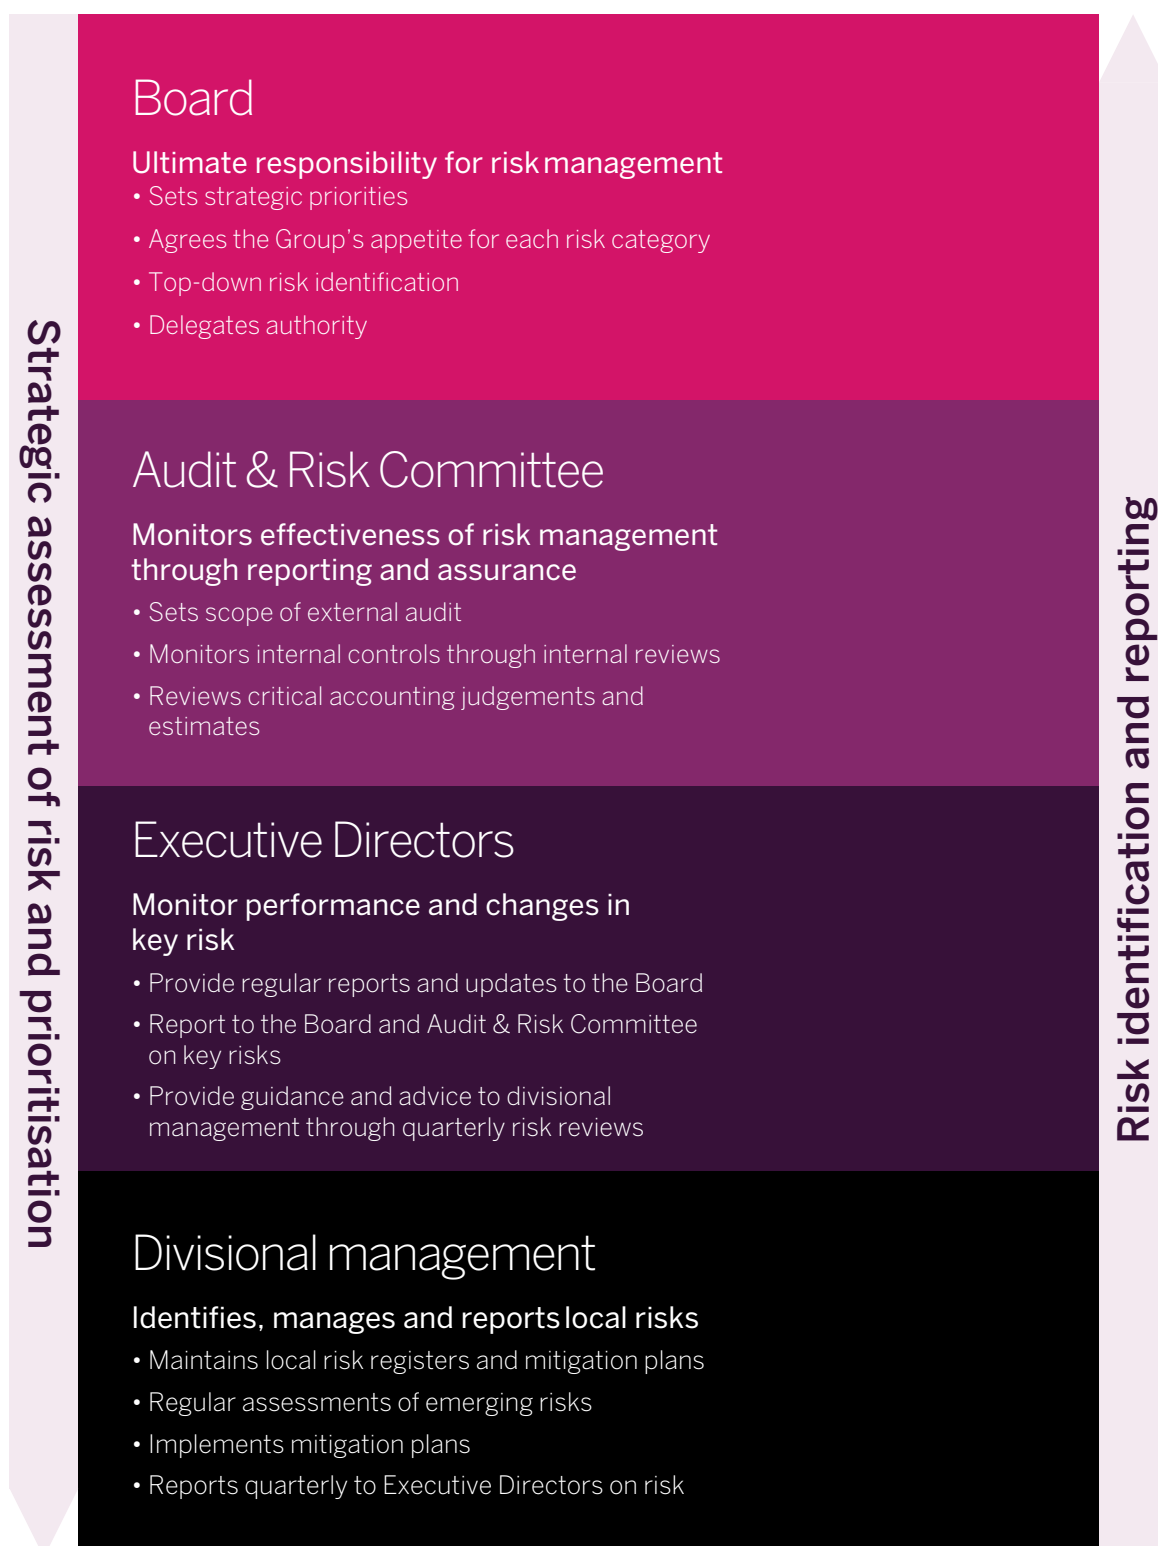 Strategic assessment of risk and prioritisation
Board
Ultimate responsibility for risk management
• Sets strategic priorities
• Agrees the Group's appetite for each risk category
• Top-down risk identification
• Delegates authority
Audit & Risk Committee
Monitors effectiveness of risk management
through reporting and assurance
• Sets scope of external audit
• Monitors internal controls through internal reviews
• Reviews critical accounting judgements and
estimates
Executive Directors
Monitor performance and changes in
key risk
• Provide regular reports and updates to the Board
• Report to the Board and Audit & Risk Committee
on key risks
• Provide guidance and advice to divisional
management through quarterly risk reviews
Divisional management
Identifies, manages and reports local risks
• Maintains local risk registers and mitigation plans
• Regular assessments of emerging risks
• Implements mitigation plans
• Reports quarterly to Executive Directors on risk
Risk identification and reporting